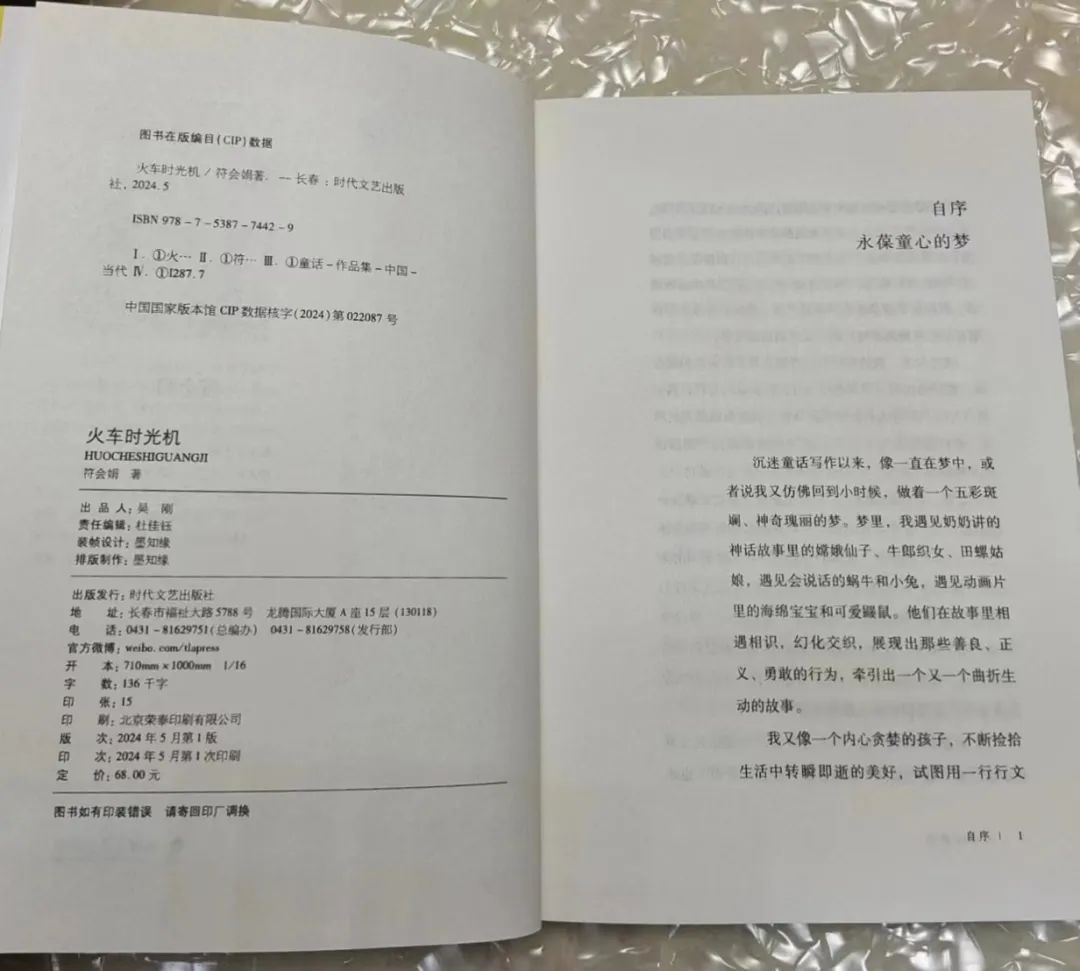 图书在版编目(CIP)数据
火车时光机 / 符会娟著. -- 长春 : 时代文艺出版
社, 2024.5
ISBN 978-7-5387-7442-9
Ⅰ. ①火… Ⅱ. ①符… Ⅲ. ①童话-作品集-中国-
当代 Ⅳ. ①I287.7
中国国家版本馆 CIP 数据核字(2024)第 022087 号
火车时光机
HUOCHESHIGUANGJI
符会娟 著
出 品 人: 吴 刚
责任编辑: 杜佳钰
装帧设计: 墨知缘
排版制作: 墨知缘
出版发行: 时代文艺出版社
地 址: 长春市福祉大路 5788 号 龙腾国际大厦 A 座 15 层 (130118)
电 话: 0431-81629751(总编办) 0431-81629758(发行部)
官方微博: weibo.com/tlapress
开 本: 710mm×1000mm 1/16
字 数: 136 千字
印 张: 15
印 刷: 北京荣泰印刷有限公司
版 次: 2024 年 5 月第 1 版
印 次: 2024 年 5 月第 1 次印刷
定 价: 68.00 元
图书如有印装错误 请寄回印厂调换
自序
永葆童心的梦
沉迷童话写作以来，像一直在梦中，或
者说我又仿佛回到小时候，做着一个五彩斑
斓、神奇瑰丽的梦。梦里，我遇见奶奶讲的
神话故事里的嫦娥仙子、牛郎织女、田螺姑
娘，遇见会说话的蜗牛和小兔，遇见动画片
里的海绵宝宝和可爱鼹鼠。他们在故事里相
遇相识，幻化交织，展现出那些善良、正
义、勇敢的行为，牵引出一个又一个曲折生
动的故事。
我又像一个内心贪婪的孩子，不断捡拾
生活中转瞬即逝的美好，试图用一行行文
自序 | 1